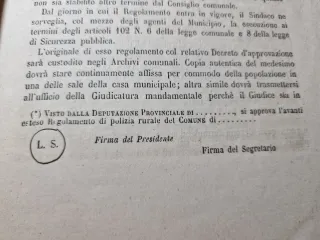 non sia stabilito altro termine dal Consiglio comunale.
Dal giorno in cui il Regolamento entra in vigore, il Sindaco ne
sorveglia, col mezzo degli agenti del Municipio, la esecuzione ai
termini degli articoli 102 N. 6 della legge comunale e 8 della legge
di Sicurezza pubblica.
L'originale di esso regolamento col relativo Decreto d'approvazione
sarà custodito negli Archivi comunali. Copia autentica del medesimo
dovrà stare continuamente affissa per commodo della popolazione in
una delle sale della casa municipale; altra simile dovrà trasmettersi
all'ufficio della Giudicatura mandamentale perchè il Giudice sia in
(*) Visto dalla Deputazione Provinciale di . . . . . . . . ., si approva l'avanti
esteso Regolamento di polizia rurale del Comune di . . . . . . . . .
L. S.
Firma del Presidente
Firma del Segretario